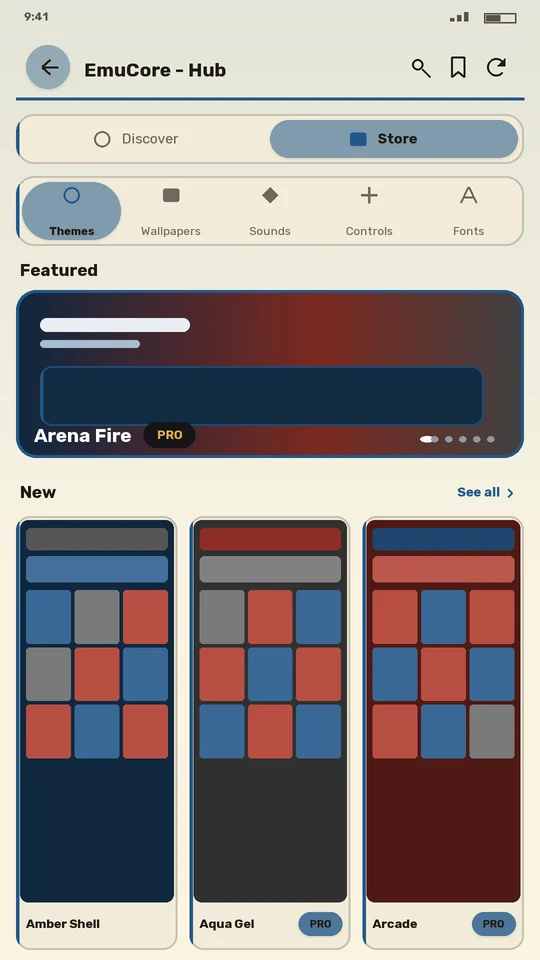 9:41
EmuCore - Hub
Discover
Store
Themes
Wallpapers
Sounds
Controls
Fonts
Featured
Arena Fire
PRO
New
See all
Amber Shell
Aqua Gel
PRO
Arcade
PRO